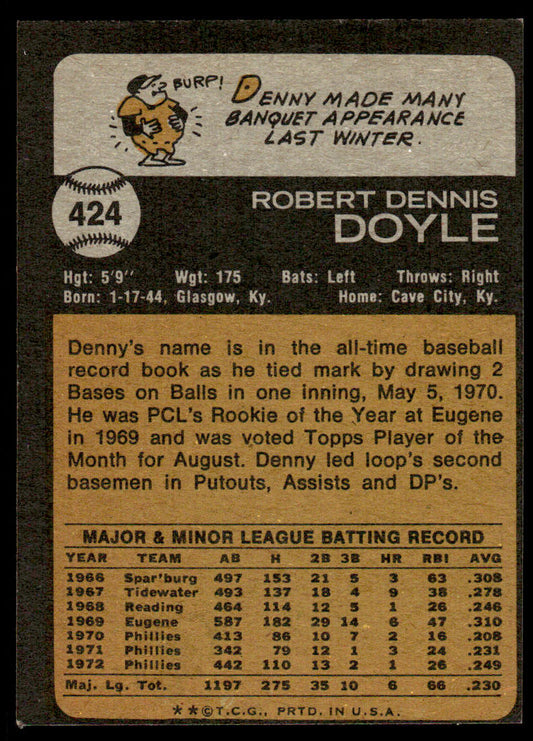 BURP!
DENNY MADE MANY
BANQUET APPEARANCE
LAST WINTER.
424
ROBERT DENNIS
DOYLE
Hgt: 5'9" Wgt: 175 Bats: Left Throws: Right
Born: 1-17-44, Glasgow, Ky. Home: Cave City, Ky.
Denny's name is in the all-time baseball
record book as he tied mark by drawing 2
Bases on Balls in one inning, May 5, 1970.
He was PCL's Rookie of the Year at Eugene
in 1969 and was voted Topps Player of the
Month for August. Denny led loop's second
basemen in Putouts, Assists and DP's.
MAJOR & MINOR LEAGUE BATTING RECORD
YEAR TEAM AB H 2B 3B HR RBI AVG
1966 Spar'burg 497 153 21 5 3 63 .308
1967 Tidewater 493 137 18 4 9 38 .278
1968 Reading 464 114 12 5 1 26 .246
1969 Eugene 587 182 29 14 6 47 .310
1970 Phillies 413 86 10 7 2 16 .208
1971 Phillies 342 79 12 1 3 24 .231
1972 Phillies 442 110 13 2 1 26 .249
Maj. Lg. Tot. 1197 275 35 10 6 66 .230
**©T.C.G., PRTD. IN U.S.A.